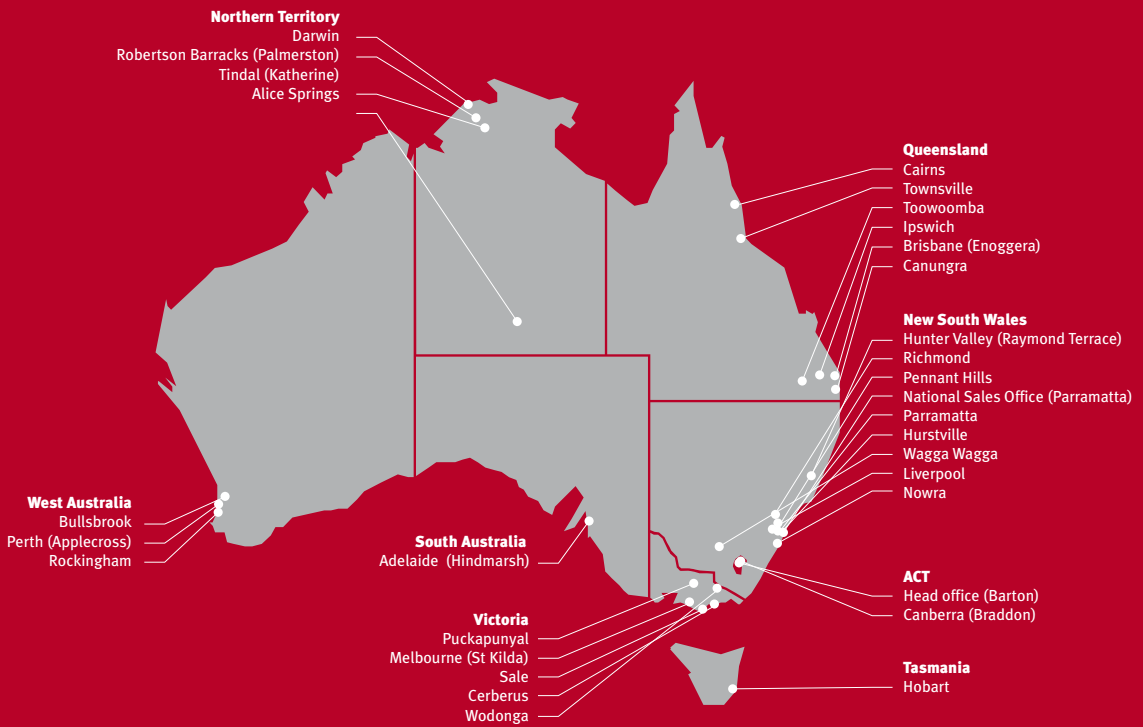 Northern Territory
Darwin
Robertson Barracks (Palmerston)
Tindal (Katherine)
Alice Springs
Queensland
Cairns
Townsville
Toowoomba
Ipswich
Brisbane (Enoggera)
Canungra
New South Wales
Hunter Valley (Raymond Terrace)
Richmond
Pennant Hills
National Sales Office (Parramatta)
Parramatta
Hurstville
Wagga Wagga
Liverpool
Nowra
West Australia
Bullsbrook
Perth (Applecross)
Rockingham
South Australia
Adelaide (Hindmarsh)
ACT
Head office (Barton)
Canberra (Braddon)
Victoria
Puckapunyal
Melbourne (St Kilda)
Sale
Cerberus
Wodonga
Tasmania
Hobart